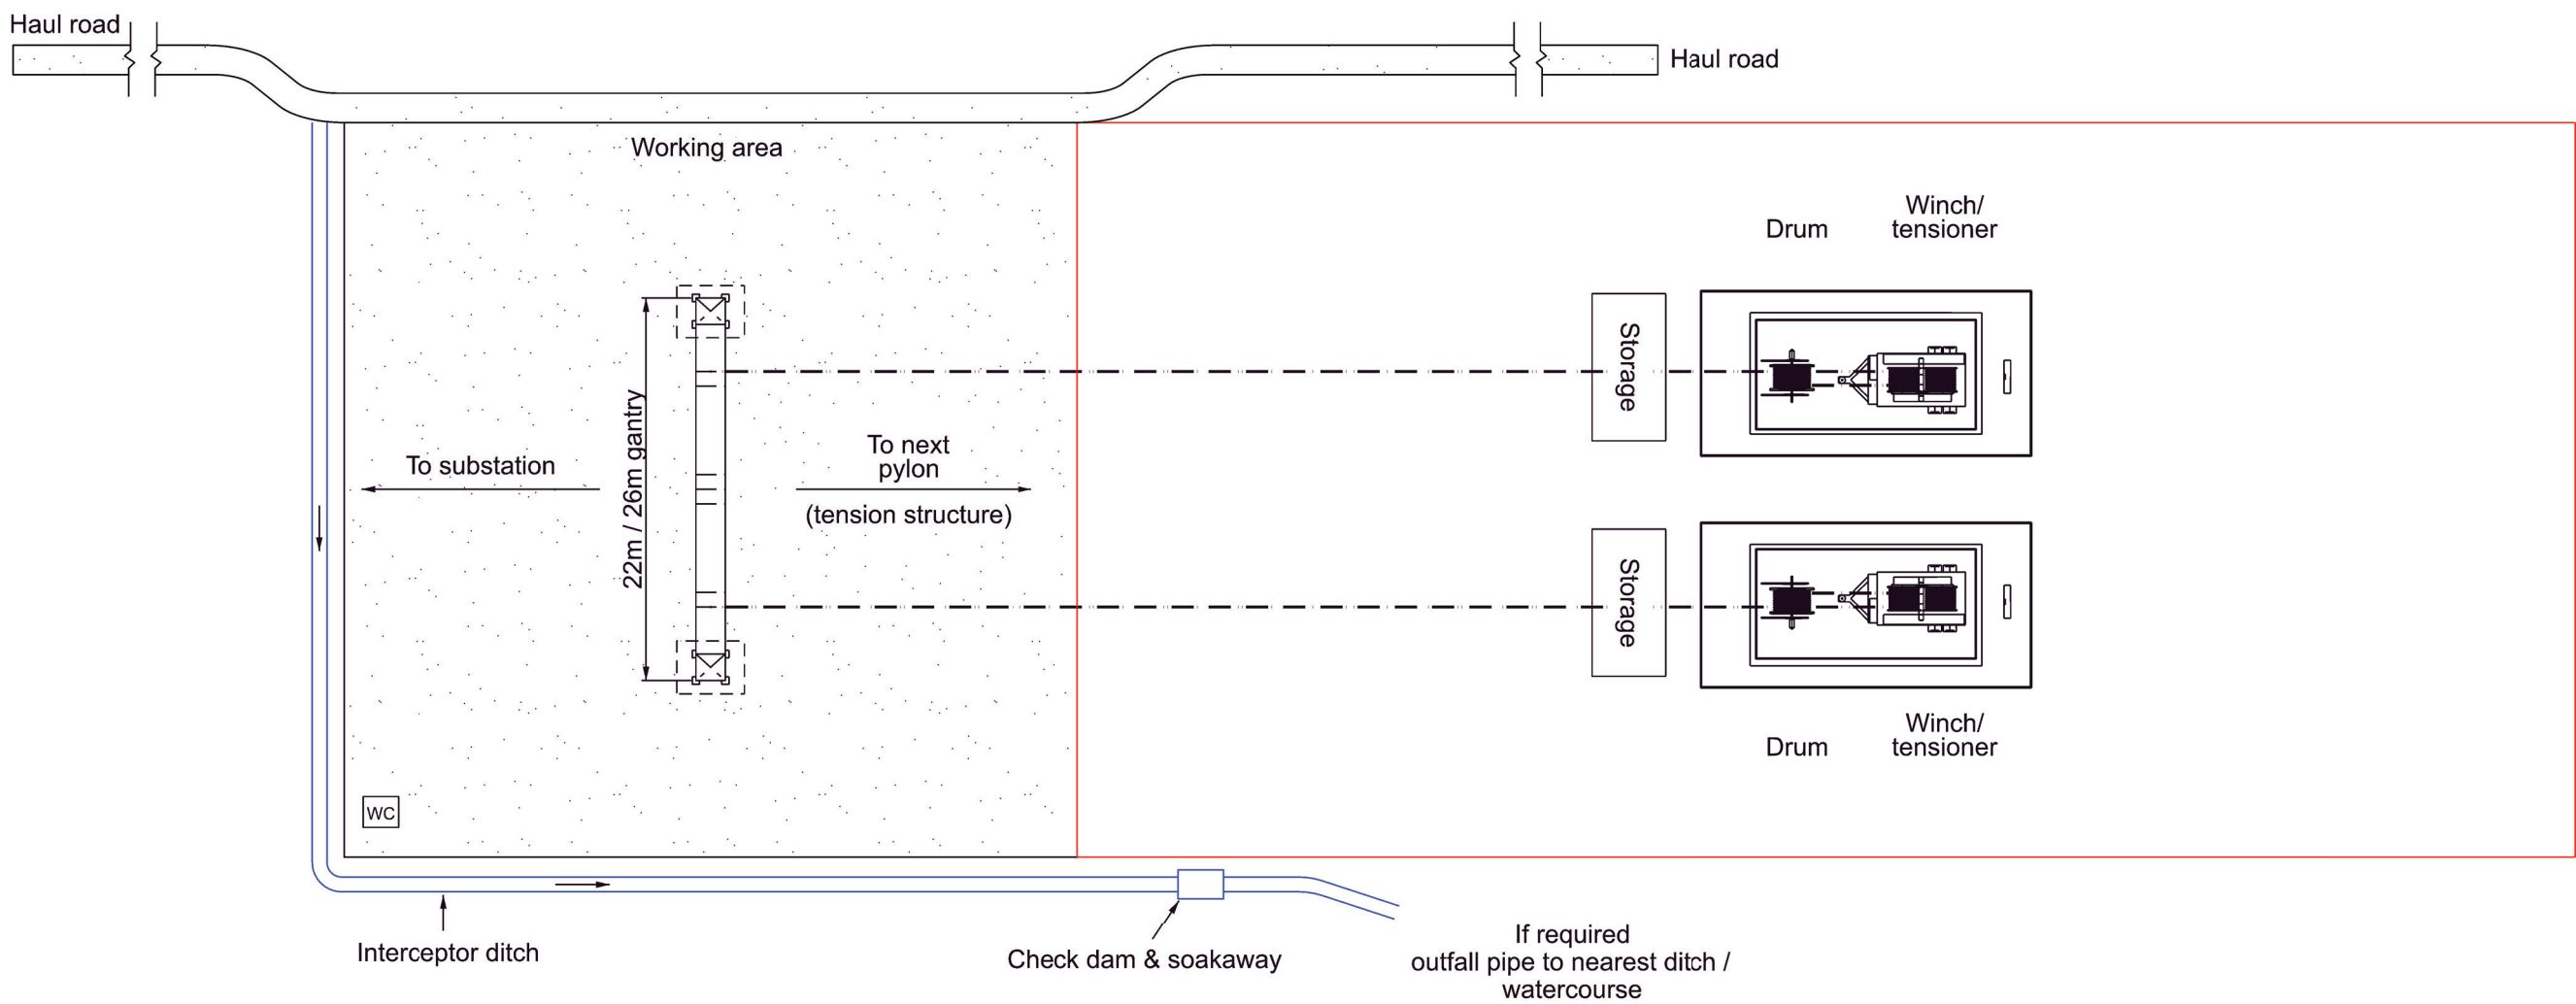 Haul road
Haul road
Working area
Winch/
Drum
tensioner
Storage
22m / 26m gantry
To substation
To next
pylon
(tension structure)
Storage
Winch/
Drum
tensioner
WC
Interceptor ditch
Check dam & soakaway
If required
outfall pipe to nearest ditch /
watercourse